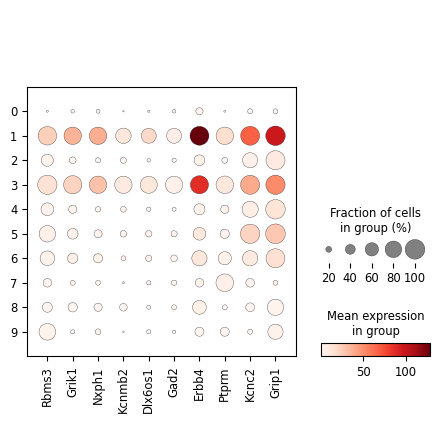 0
1
2
3
4
5
6
7
8
9
Rbms3
Grik1
Nxph1
Kcnmb2
Dlx6os1
Gad2
Erbb4
Ptprm
Kcnc2
Grip1
Fraction of cells
in group (%)
20 40 60 80 100
Mean expression
in group
50 100